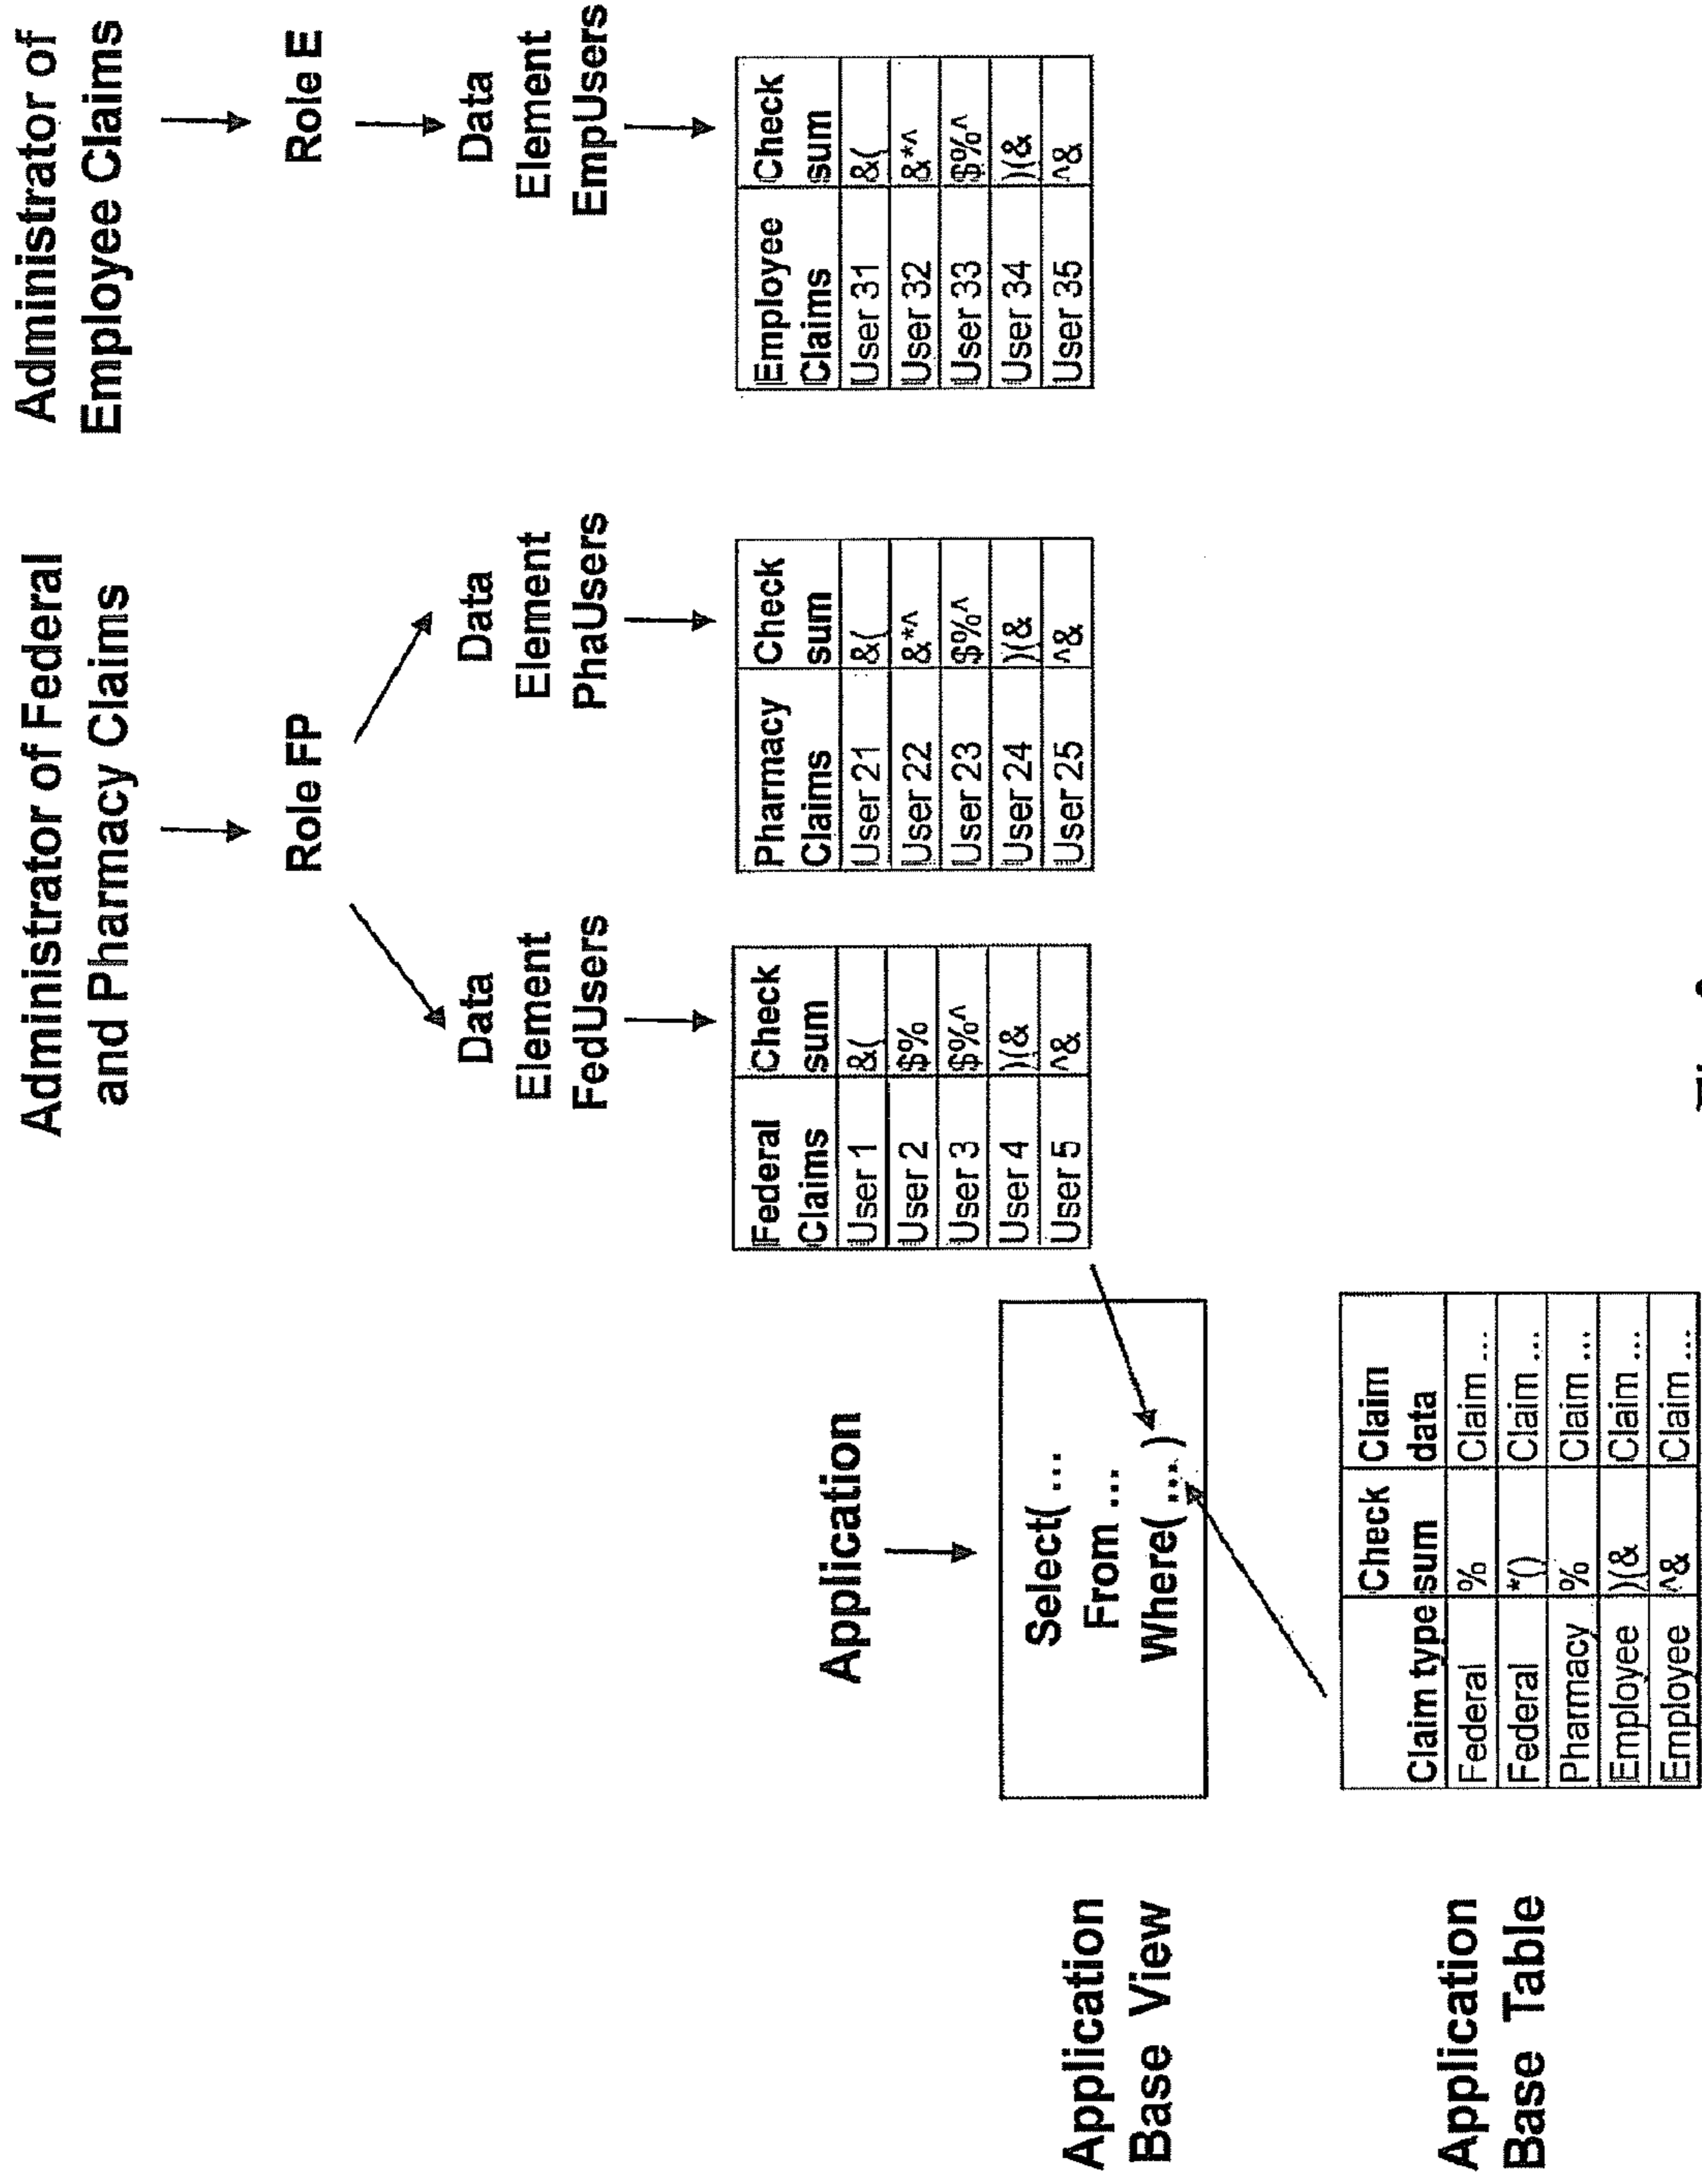 Administrator of Federal
and Pharmacy Claims
Administrator of
Employee Claims
Role FP
Role E
Data
Element
FedUsers
Data
Element
PhaUsers
Data
Element
EmpUsers
Federal Check
Claims sum
User 1 &(
User 2 $%
User 3 $%^
User 4 )(&
User 5 ^&
Pharmacy Check
Claims sum
User 21 &(
User 22 &*^
User 23 $%^
User 24 )(&
User 25 ^&
Employee Check
Claims sum
User 31 &(
User 32 &*^
User 33 $%^
User 34 )(&
User 35 ^&
Application
Application
Base View
Select( ...
From ...
Where( ... )
Application
Base Table
Check Claim
Claim type sum data
Federal % Claim ...
Federal *() Claim ...
Pharmacy % Claim ...
Employee )(& Claim ...
Employee ^& Claim ...